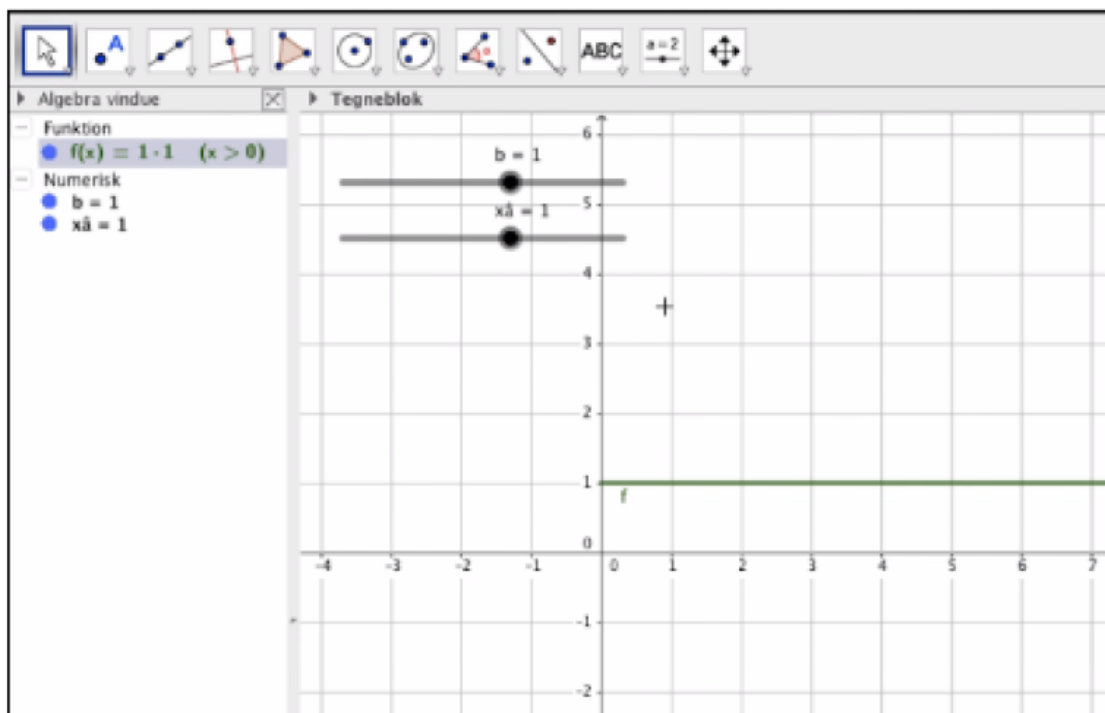 A ABC a=2
Algebra vindue
Tegneblok
Funktion
f(x) = 1 · 1 (x > 0)
Numerisk
b = 1
xâ = 1
b = 1
xâ = 1
6
5
4
3
2
1
f
0
-4 -3 -2 -1 0 1 2 3 4 5 6 7
-1
-2